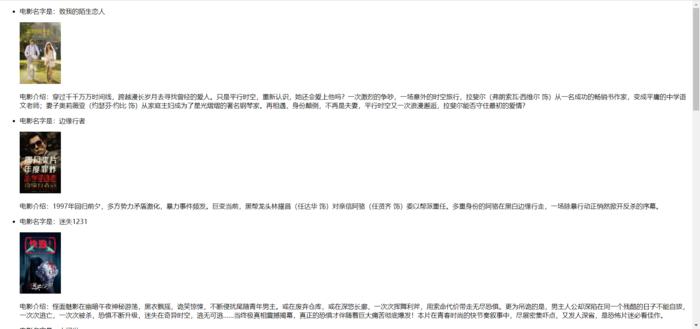 电影名字是：致我的陌生恋人
电影介绍：穿过千千万万时间线，跨越漫长岁月去寻找曾经的爱人。只是平行时空，重新认识，她还会爱上他吗？一次激烈的争吵，一场意外的时空旅行，拉斐尔（弗朗索瓦·西维尔 饰）从一名成功的畅销书作家，变成平庸的中学语
文老师；妻子奥莉薇亚（约瑟芬·约比 饰）从家庭主妇成为了星光熠熠的著名钢琴家。再相遇，身份颠倒，不再是夫妻，平行时空又一次浪漫邂逅，拉斐尔能否守住最初的爱情？
电影名字是：边缘行者
电影介绍：1997年回归前夕，多方势力矛盾激化，暴力事件频发。巨变当前，黑帮龙头林耀昌（任达华 饰）对亲信阿骆（任贤齐 饰）委以帮派重任。多重身份的阿骆在黑白边缘行走，一场除暴行动正悄然掀开反杀的序幕。
电影名字是：迷失1231
电影介绍：怪面魅影在幽暗午夜神秘游荡，黑衣飘摇，诡笑惊悚，不断侵扰尾随青年男主。或在废弃仓库，或在深悠长廊，一次次挥舞利斧，用索命代价带走无尽恐惧。更为吊诡的是，男主人公却深陷在同一个残酷的日子不能自拔，
一次次逃亡，一次次被杀，恐惧不断升级，迷失在奇异时空，逃无可逃……当终极真相震撼揭幕，真正的恐惧才伴随着巨大痛苦彻底爆发！本片在青春时尚的快节奏叙事中，尽展密集吓点，又发人深省，是恐怖片迷必看佳作。